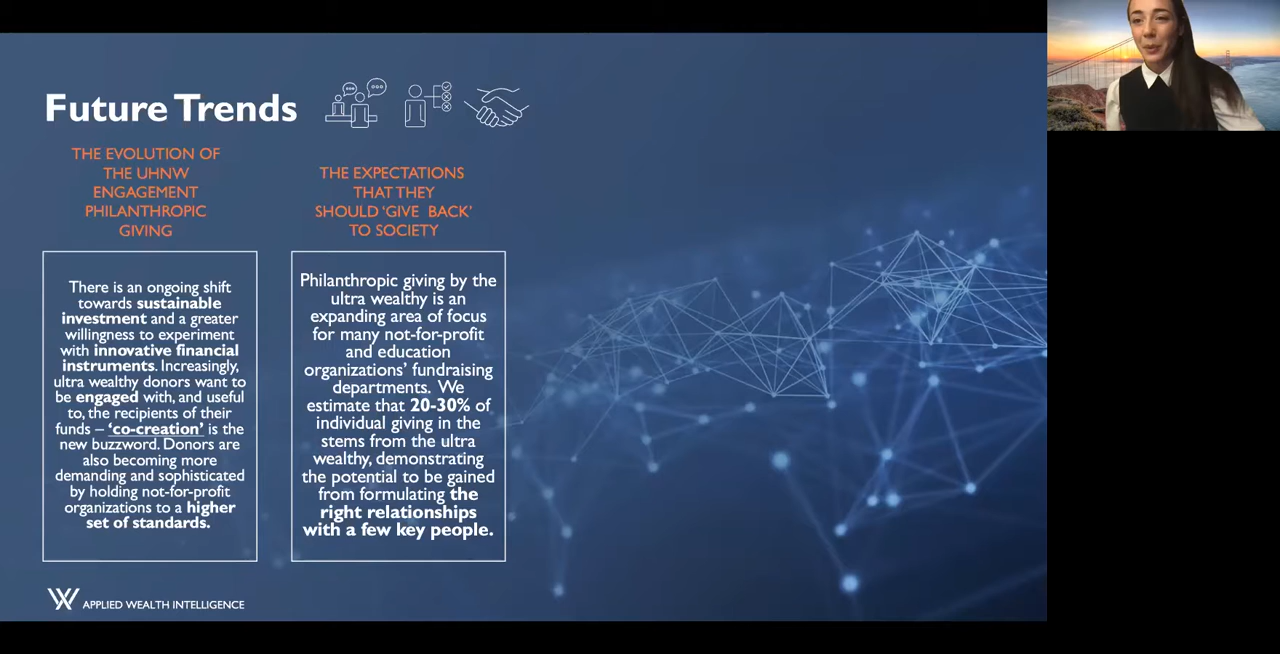 Future Trends
THE EVOLUTION OF
THE UHNW
ENGAGEMENT
PHILANTHROPIC
GIVING
There is an ongoing shift
towards sustainable
investment and a greater
willingness to experiment
with innovative financial
instruments. Increasingly,
ultra wealthy donors want to
be engaged with, and useful
to, the recipients of their
funds – ‘co-creation’ is the
new buzzword. Donors are
also becoming more
demanding and sophisticated
by holding not-for-profit
organizations to a higher
set of standards.
THE EXPECTATIONS
THAT THEY
SHOULD ‘GIVE BACK’
TO SOCIETY
Philanthropic giving by the
ultra wealthy is an
expanding area of focus
for many not-for-profit
and education
organizations’ fundraising
departments. We
estimate that 20-30% of
individual giving in the
stems from the ultra
wealthy, demonstrating
the potential to be gained
from formulating the
right relationships
with a few key people.
APPLIED WEALTH INTELLIGENCE